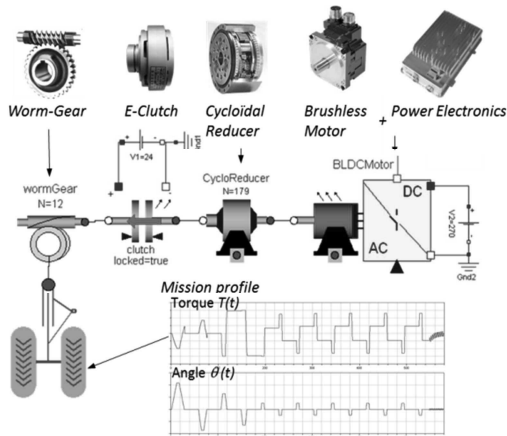 Worm-Gear
E-Clutch
Cycloïdal
Reducer
Brushless
Motor
+
Power Electronics
+
-
V1=24
+
-
BLDCMotor
wormGear
N=12
CycloReducer
N=179
DC
AC
+
-
V2=270
Gnd2
clutch
locked=true
Mission profile
Torque T(t)
Angle θ(t)